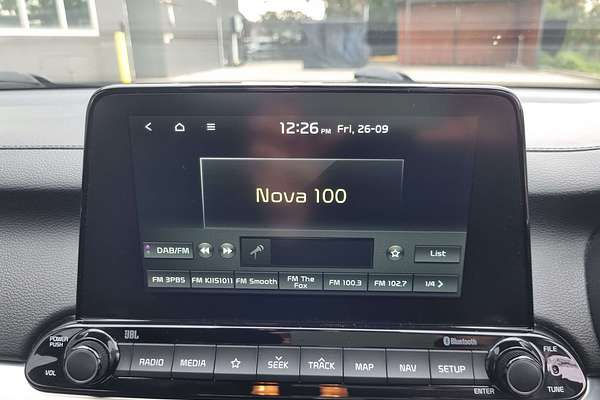 12:26 PM Fri, 26-09
Nova 100
DAB/FM List
FM 3PBS FM KIIS1011 FM Smooth FM The Fox FM 100.3 FM 102.7 1/4
JBL Bluetooth
POWER PUSH FILE
VOL RADIO MEDIA SEEK TRACK MAP NAV SETUP ENTER TUNE